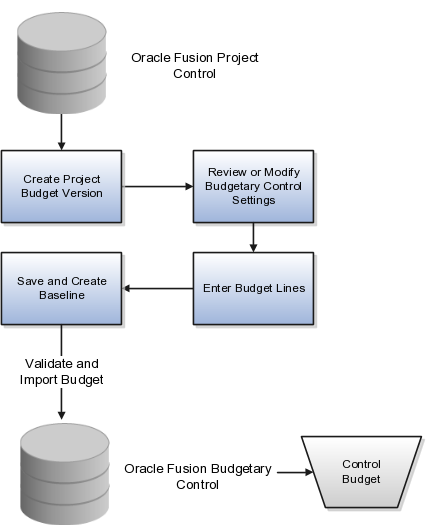 Oracle Fusion Project
Control
Create Project
Budget Version
Review or Modify
Budgetary Control
Settings
Save and Create
Baseline
Enter Budget Lines
Validate and
Import Budget
Oracle Fusion Budgetary
Control
Control
Budget